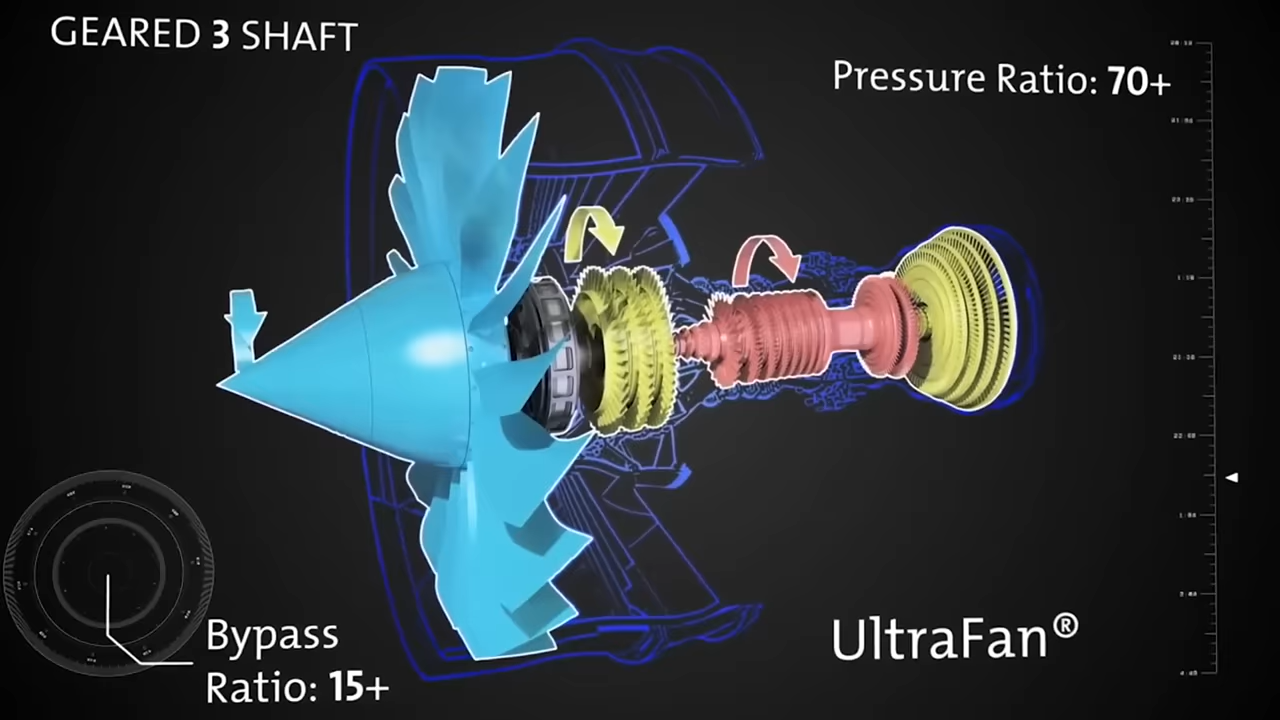 GEARED 3 SHAFT
Pressure Ratio: 70+
Bypass
Ratio: 15+
UltraFan®